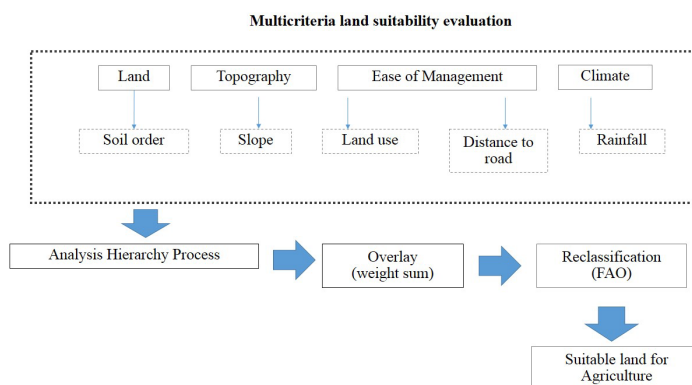 Multicriteria land suitability evaluation
Land
Topography
Ease of Management
Climate
Soil order
Slope
Land use
Distance to
road
Rainfall
Analysis Hierarchy Process
Overlay
(weight sum)
Reclassification
(FAO)
Suitable land for
Agriculture